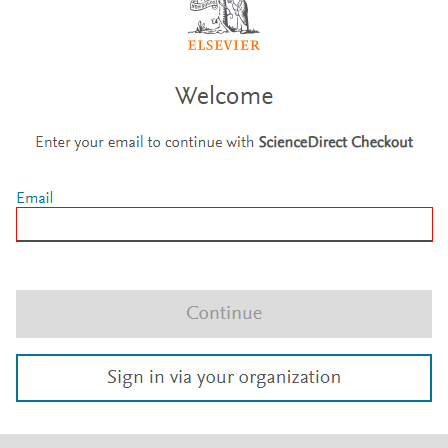 ELSEVIER
Welcome
Enter your email to continue with ScienceDirect Checkout
Email
Continue
Sign in via your organization